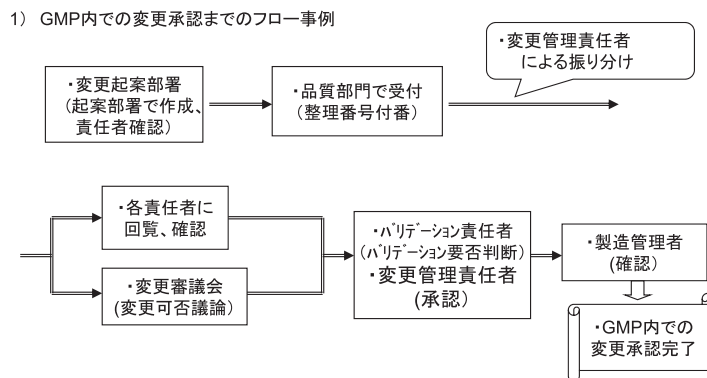 1) GMP内での変更承認までのフロー事例
・変更管理責任者
による振り分け
・変更起案部署
(起案部署で作成、
責任者確認)
・品質部門で受付
(整理番号付番)
・各責任者に
回覧、確認
・変更審議会
(変更可否議論)
・ﾊﾞﾘﾃﾞｰｼｮﾝ責任者
(ﾊﾞﾘﾃﾞｰｼｮﾝ要否判断)
・変更管理責任者
(承認)
・製造管理者
(確認)
・GMP内での
変更承認完了